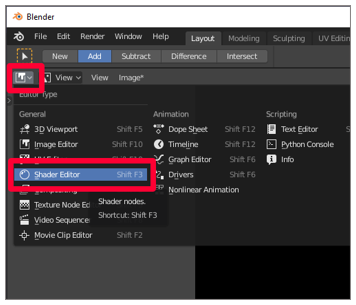 Blender
File Edit Render Window Help Layout Modeling Sculpting UV Editin
New Add Subtract Difference Intersect
View View Image*
Editor Type
General Animation Scripting
3D Viewport Shift F5 Dope Sheet Shift F12 Text Editor
Image Editor Shift F10 Timeline Shift F12 Python Console
Graph Editor Shift F6 Info
Shader Editor Shift F3 Drivers Shift F6
Nonlinear Animation
Texture Node Ed Shader nodes.
Video Sequence Shortcut: Shift F3
Movie Clip Editor Shift F2